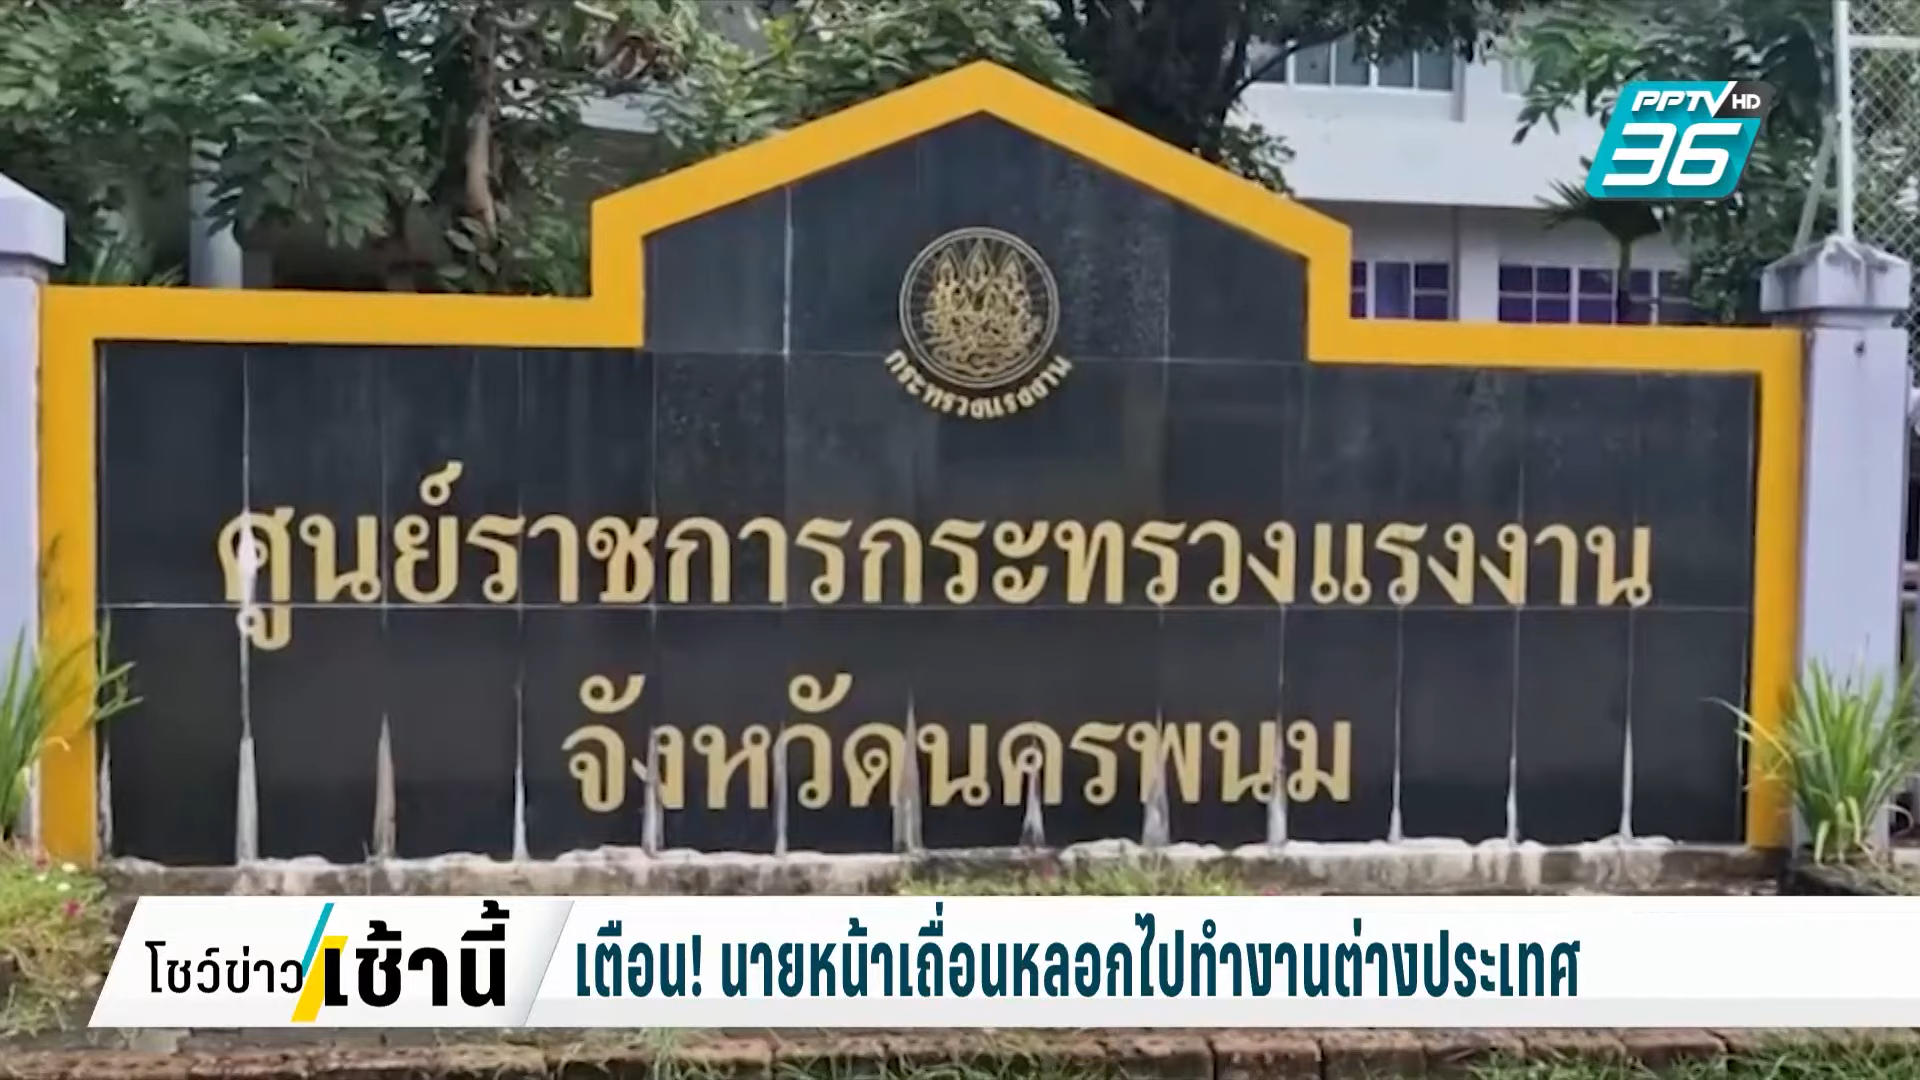 PPTV HD
36
กระทรวงแรงงาน
ศูนย์ราชการกระทรวงแรงงาน
จังหวัดนครพนม
โชว์ข่าวเช้านี้
เตือน! นายหน้าเถื่อนหลอกไปทำงานต่างประเทศ